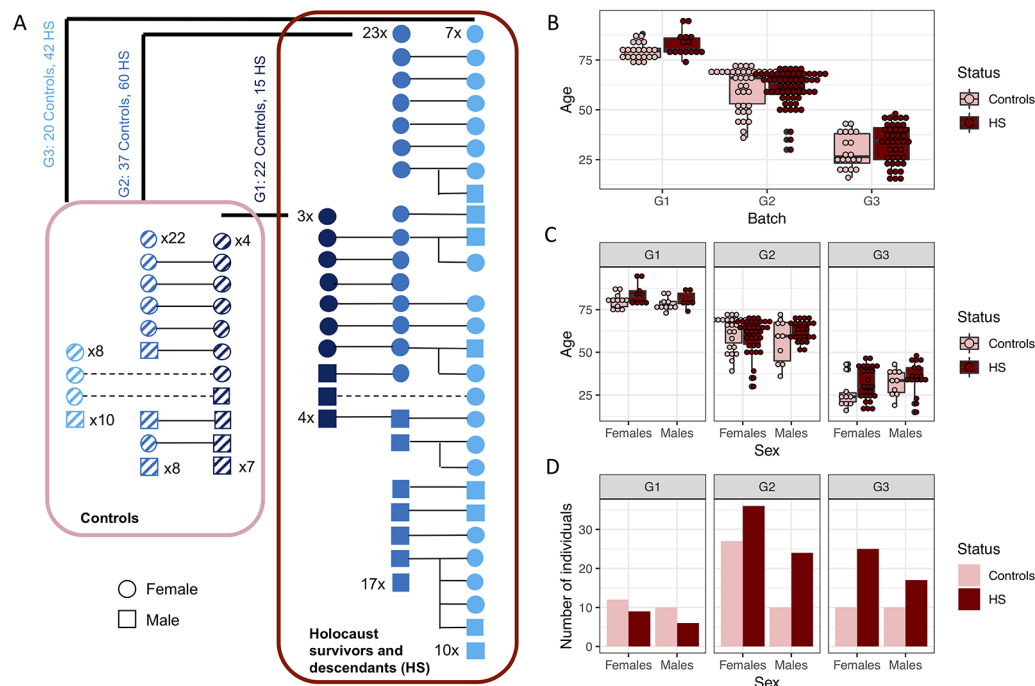 A
G3: 20 Controls, 42 HS
G2: 37 Controls, 60 HS
G1: 22 Controls, 15 HS
23x
7x
3x
4x
17x
10x
x22
x4
x8
x10
x8
x7
Controls
Female
Male
Holocaust
survivors and
descendants (HS)
B
Age
75
50
25
G1
G2
G3
Batch
Status
Controls
HS
C
G1
G2
G3
Age
75
50
25
Females
Males
Females
Males
Females
Males
Sex
Status
Controls
HS
D
G1
G2
G3
Number of individuals
30
20
10
0
Females
Males
Females
Males
Females
Males
Sex
Status
Controls
HS